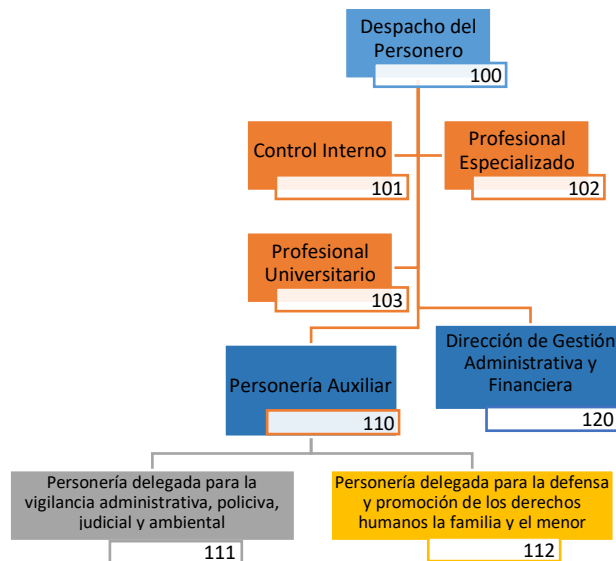 Despacho del
Personero
100
Control Interno
101
Profesional
Especializado
102
Profesional
Universitario
103
Personería Auxiliar
110
Dirección de Gestión
Administrativa y
Financiera
120
Personería delegada para la
vigilancia administrativa, policiva,
judicial y ambiental
111
Personería delegada para la defensa
y promoción de los derechos
humanos la familia y el menor
112